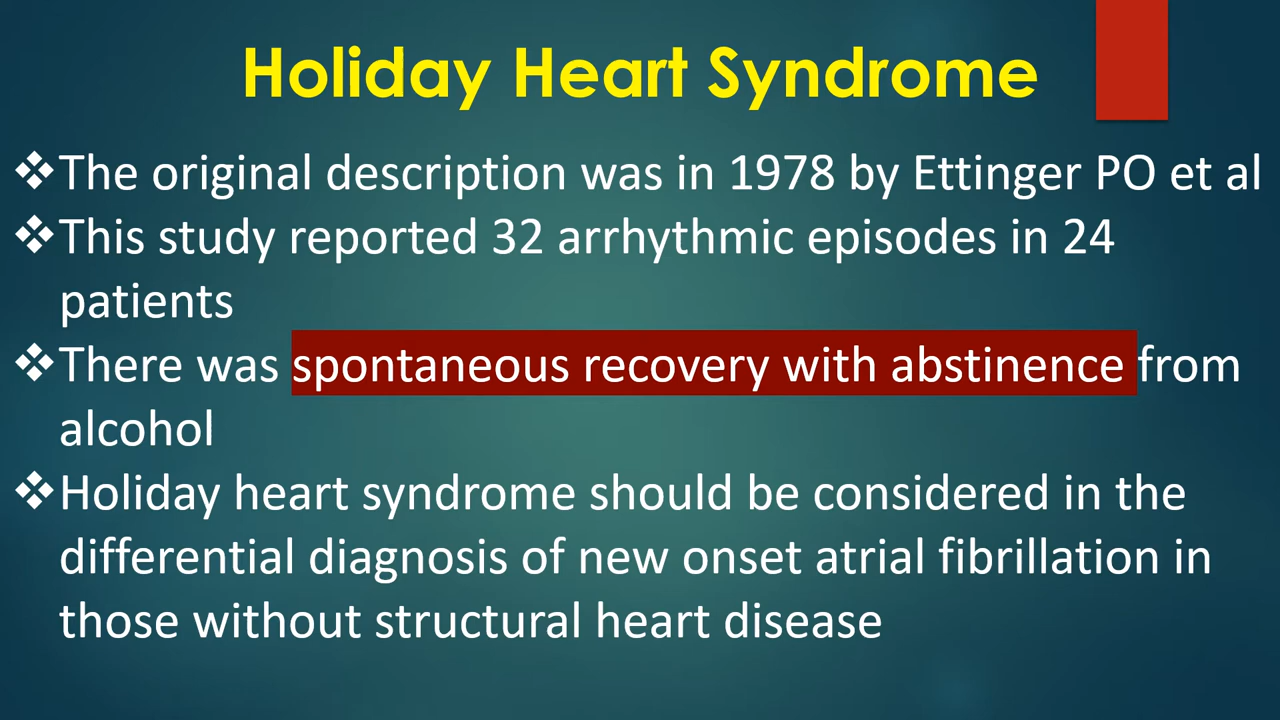 Holiday Heart Syndrome
❖The original description was in 1978 by Ettinger PO et al
❖This study reported 32 arrhythmic episodes in 24
patients
❖There was spontaneous recovery with abstinence from
alcohol
❖Holiday heart syndrome should be considered in the
differential diagnosis of new onset atrial fibrillation in
those without structural heart disease